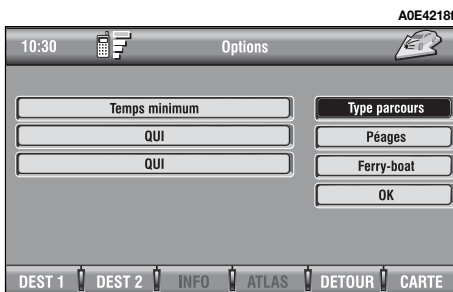 A0E4218f
10:30 Options
Temps minimum Type parcours
QUI Péages
QUI Ferry-boat
OK
DEST 1 DEST 2 INFO ATLAS DETOUR CARTE